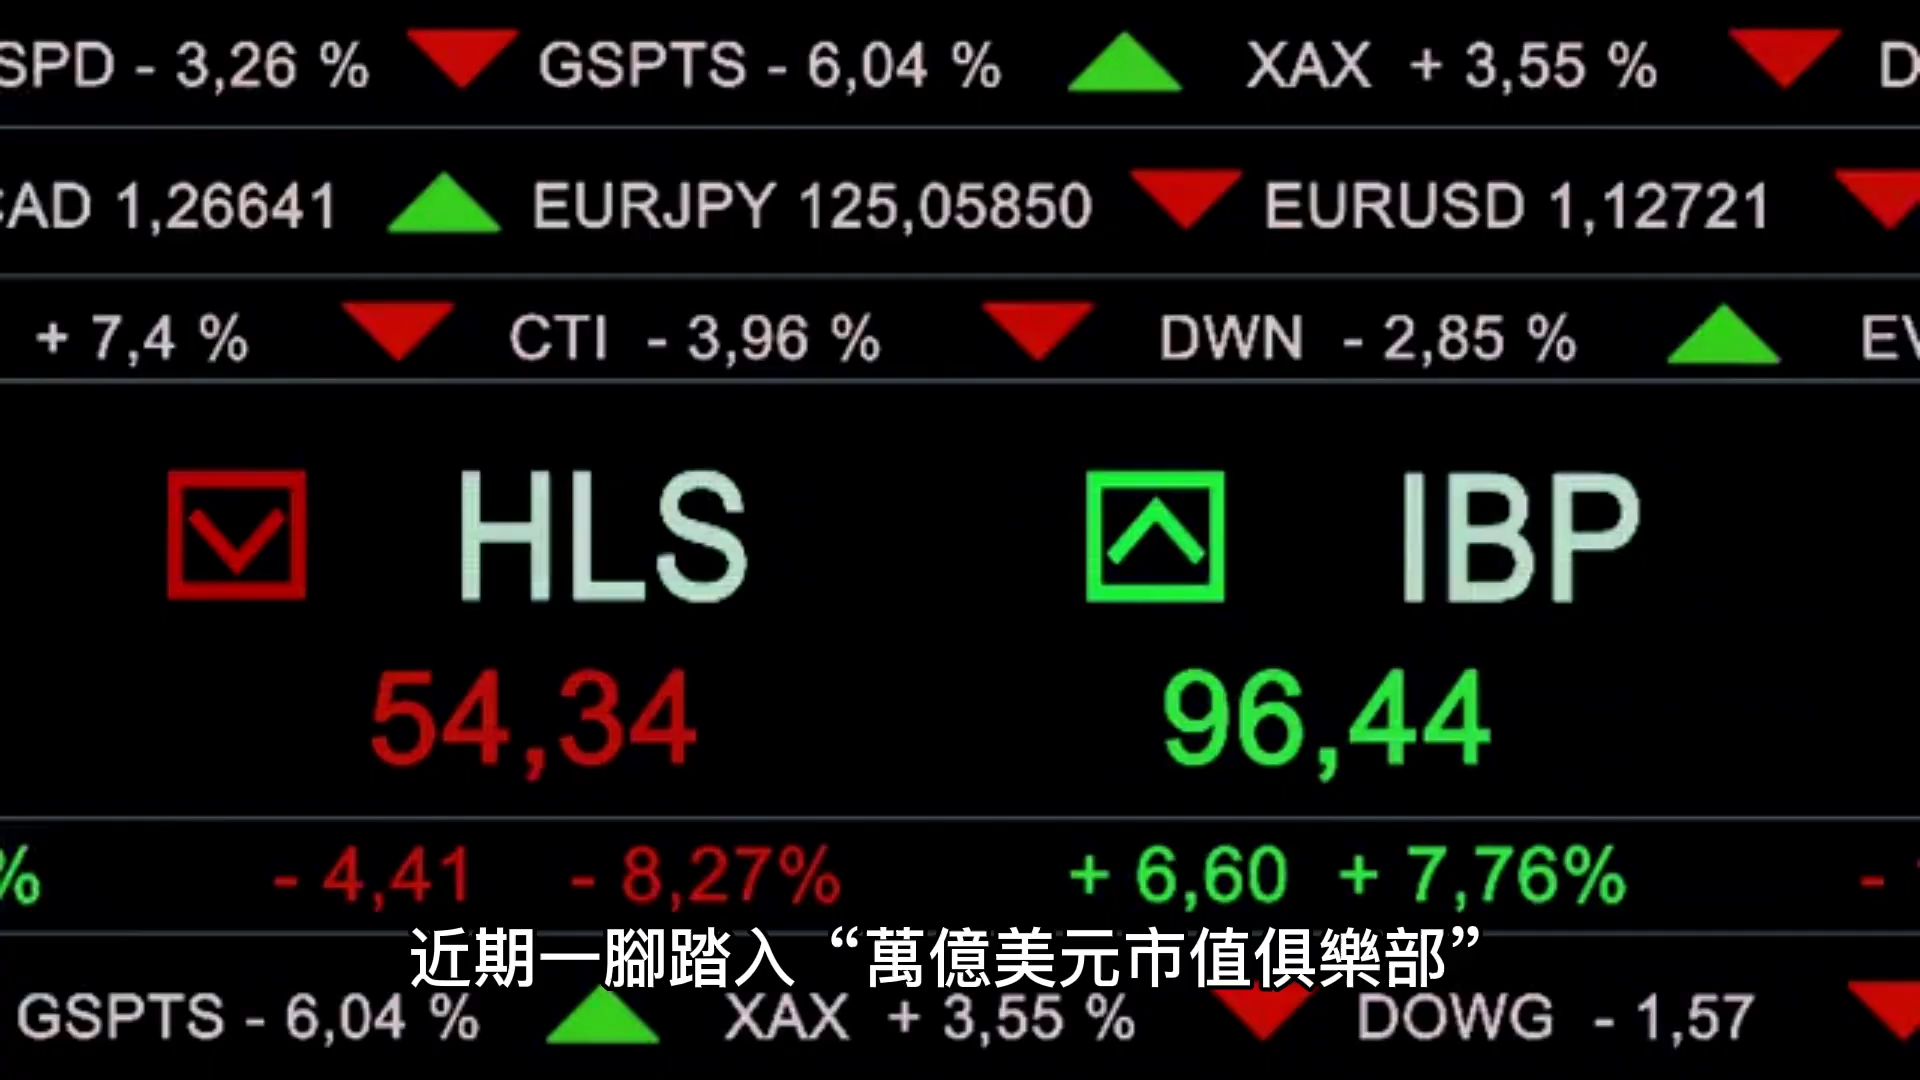 SPD - 3,26 % GSPTS - 6,04 % XAX + 3,55 %
CAD 1,26641 EURJPY 125,05850 EURUSD 1,12721
+ 7,4 % CTI - 3,96 % DWN - 2,85 %
HLS IBP
54,34 96,44
% - 4,41 - 8,27% + 6,60 + 7,76% -
近期一腳踏入“萬億美元市值俱樂部”
GSPTS - 6,04 % XAX + 3,55 % DOWG - 1,57